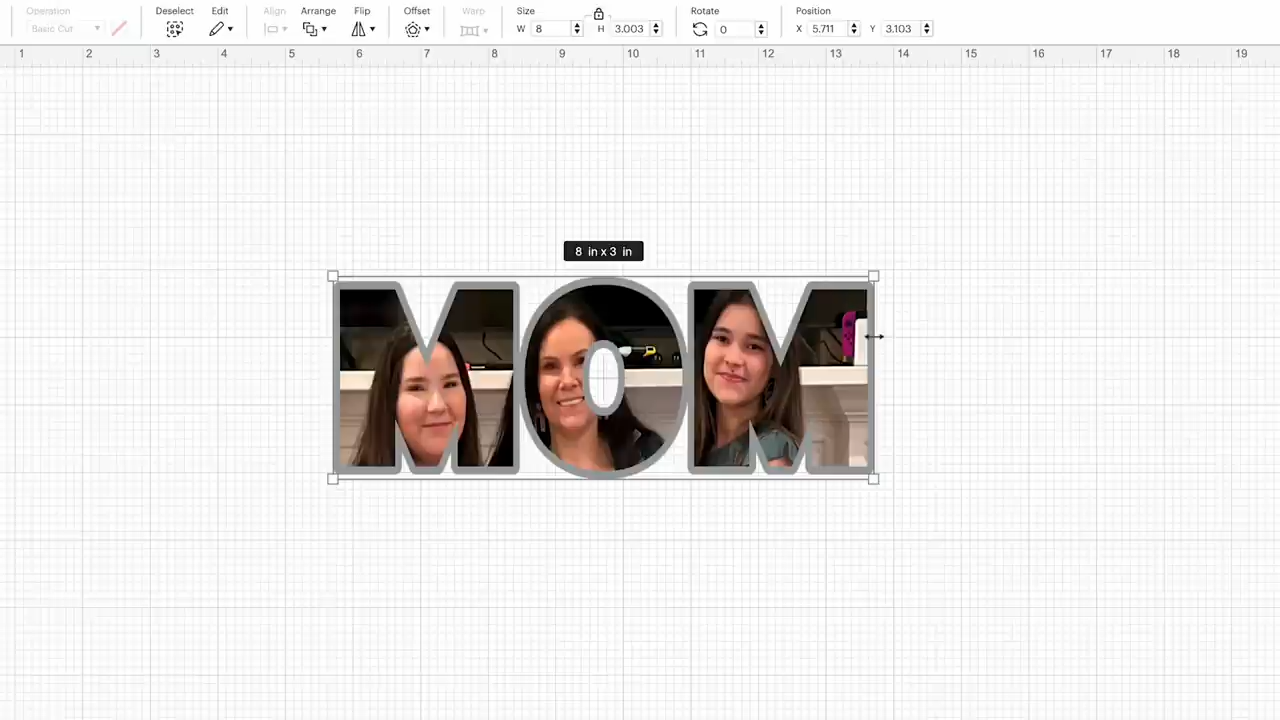 Operation Deselect Edit Align Arrange Flip Offset Warp Size Rotate Position
Basic Cut W 8 H 3.003 0 X 5.711 Y 3.103
1 2 3 4 5 6 7 8 9 10 11 12 13 14 15 16 17 18 19
8 in x 3 in
MOM